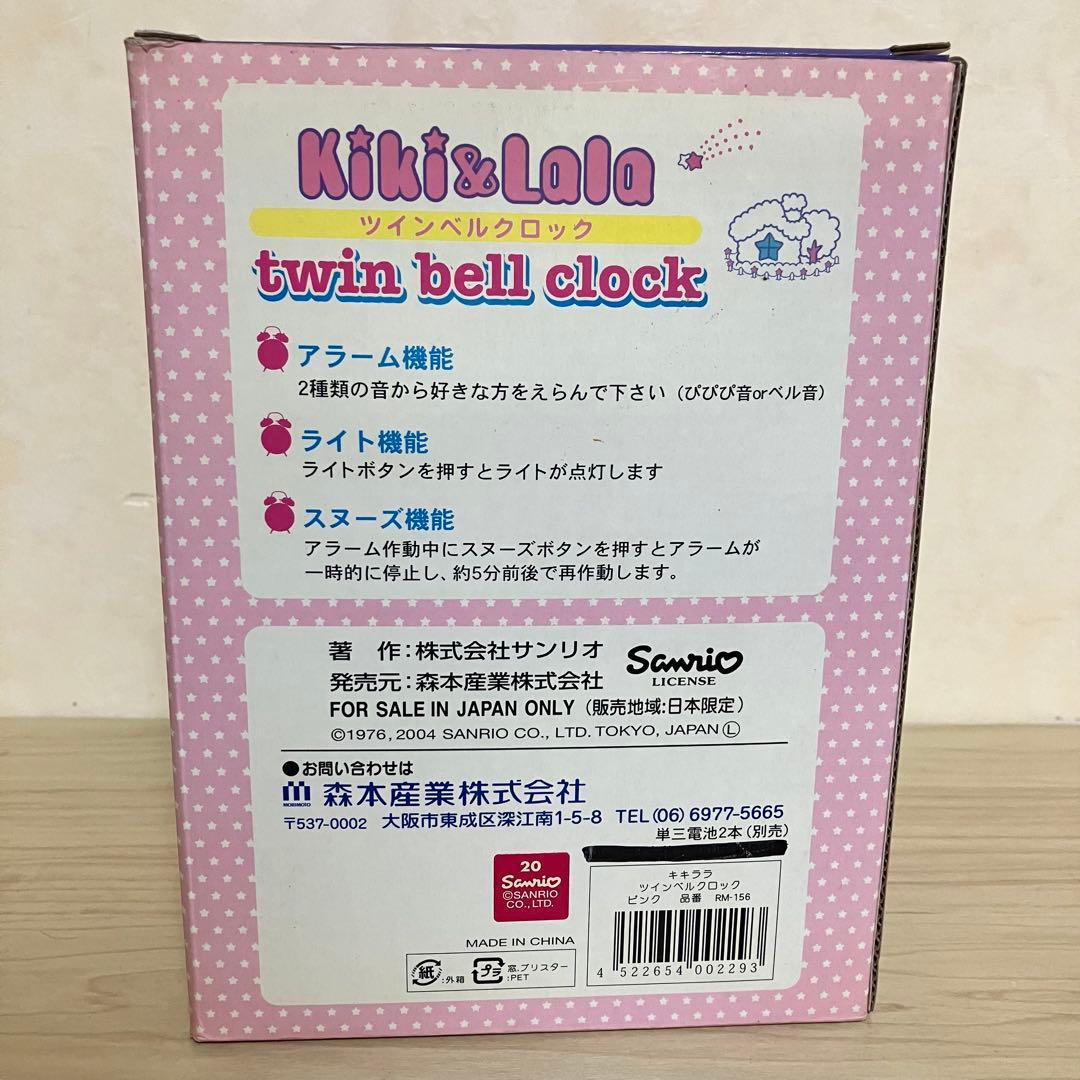 Kiki&Lala
ツインベルクロック
twin bell clock
アラーム機能
2種類の音から好きな方をえらんで下さい (ぴぴぴ音orベル音)
ライト機能
ライトボタンを押すとライトが点灯します
スヌーズ機能
アラーム作動中にスヌーズボタンを押すとアラームが
一時的に停止し、約5分前後で再作動します。
著 作:株式会社サンリオ
Sanrio
LICENSE
発売元:森本産業株式会社
FOR SALE IN JAPAN ONLY (販売地域:日本限定)
©1976, 2004 SANRIO CO., LTD. TOKYO, JAPAN Ⓛ
●お問い合わせは
MORIMOTO
森本産業株式会社
〒537-0002 大阪市東成区深江南1-5-8 TEL(06)6977-5665
単三電池2本(別売)
20
Sanrio
©SANRIO
CO., LTD.
キキララ
ツインベルクロック
ピンク 品番 RM-156
4 522654 002293
MADE IN CHINA
紙 :外箱
プラ 窓.ブリスター
:PET